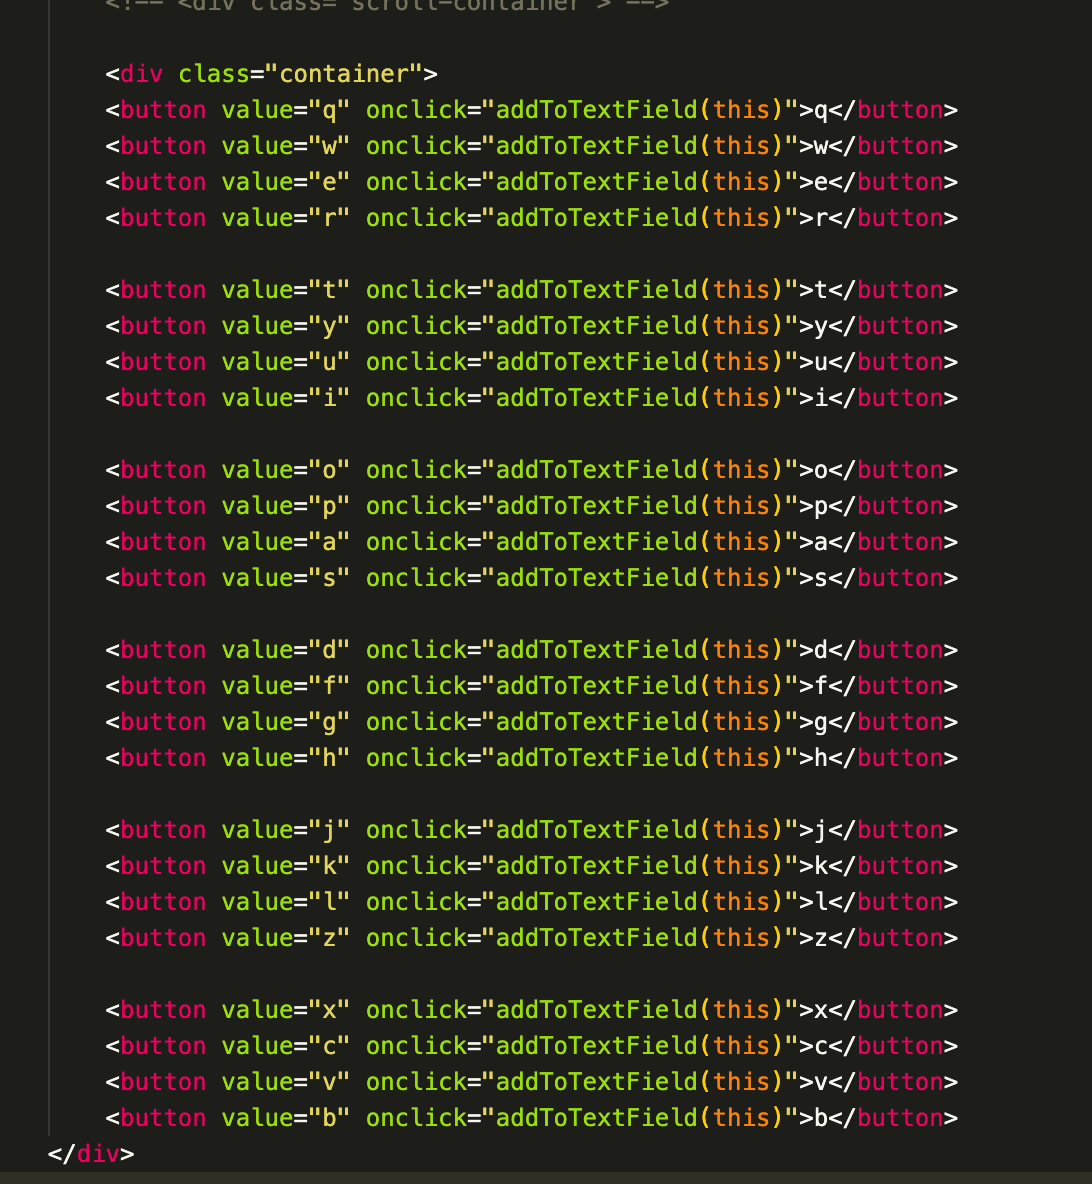 <!-- <div class="scroll-container"> -->
<div class="container">
<button value="q" onclick="addToTextField(this)">q</button>
<button value="w" onclick="addToTextField(this)">w</button>
<button value="e" onclick="addToTextField(this)">e</button>
<button value="r" onclick="addToTextField(this)">r</button>
<button value="t" onclick="addToTextField(this)">t</button>
<button value="y" onclick="addToTextField(this)">y</button>
<button value="u" onclick="addToTextField(this)">u</button>
<button value="i" onclick="addToTextField(this)">i</button>
<button value="o" onclick="addToTextField(this)">o</button>
<button value="p" onclick="addToTextField(this)">p</button>
<button value="a" onclick="addToTextField(this)">a</button>
<button value="s" onclick="addToTextField(this)">s</button>
<button value="d" onclick="addToTextField(this)">d</button>
<button value="f" onclick="addToTextField(this)">f</button>
<button value="g" onclick="addToTextField(this)">g</button>
<button value="h" onclick="addToTextField(this)">h</button>
<button value="j" onclick="addToTextField(this)">j</button>
<button value="k" onclick="addToTextField(this)">k</button>
<button value="l" onclick="addToTextField(this)">l</button>
<button value="z" onclick="addToTextField(this)">z</button>
<button value="x" onclick="addToTextField(this)">x</button>
<button value="c" onclick="addToTextField(this)">c</button>
<button value="v" onclick="addToTextField(this)">v</button>
<button value="b" onclick="addToTextField(this)">b</button>
</div>